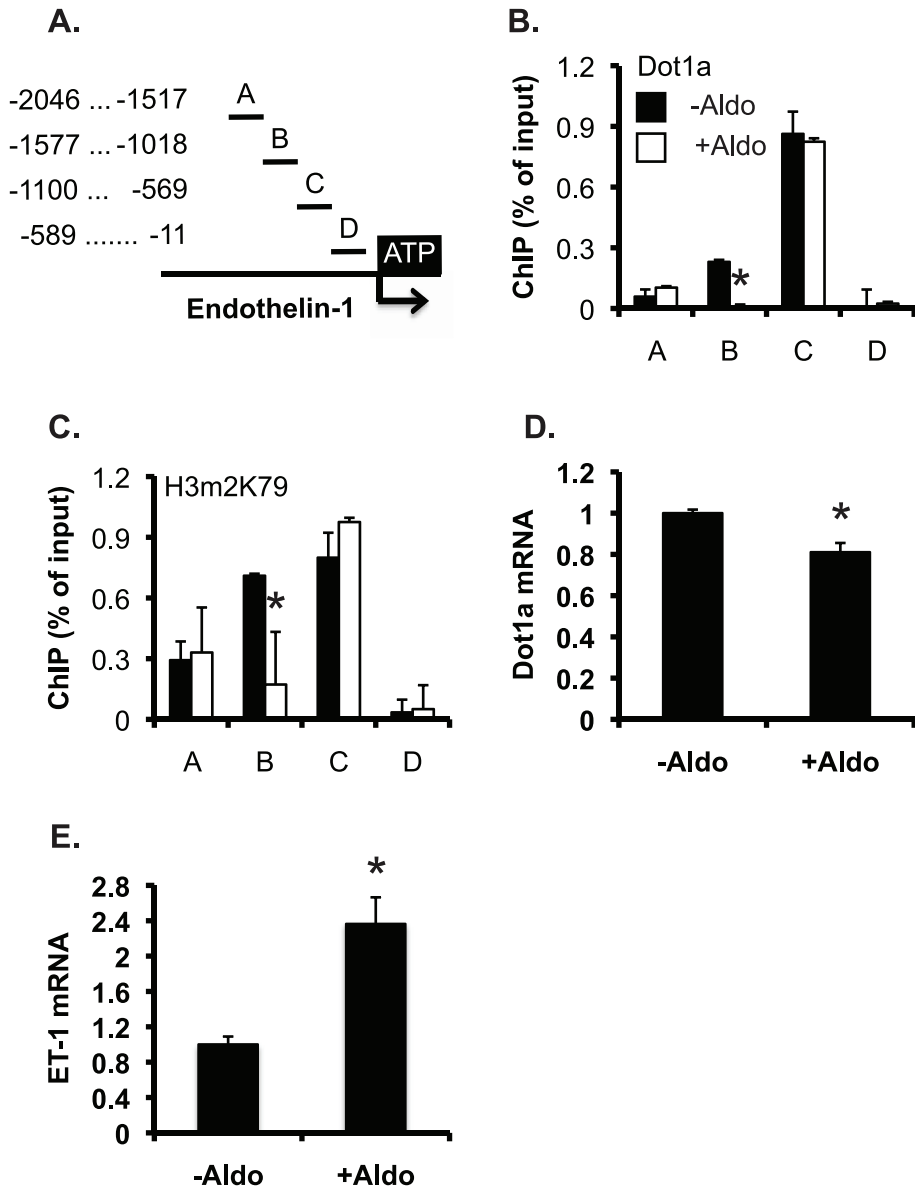 A.
-2046 ... -1517
A
-1577 ... -1018
B
-1100 ... -569
C
-589 ....... -11
D
ATP
Endothelin-1
B.
Dot1a
-Aldo
+Aldo
ChIP (% of input)
1.2
0.9
0.6
0.3
0
*
A B C D
C.
H3m2K79
ChIP (% of input)
1.2
0.9
0.6
0.3
0
*
A B C D
D.
Dot1a mRNA
1.2
1
0.8
0.6
0.4
0.2
0
*
-Aldo +Aldo
E.
ET-1 mRNA
2.8
2.4
2
1.6
1.2
0.8
0.4
0
*
-Aldo +Aldo